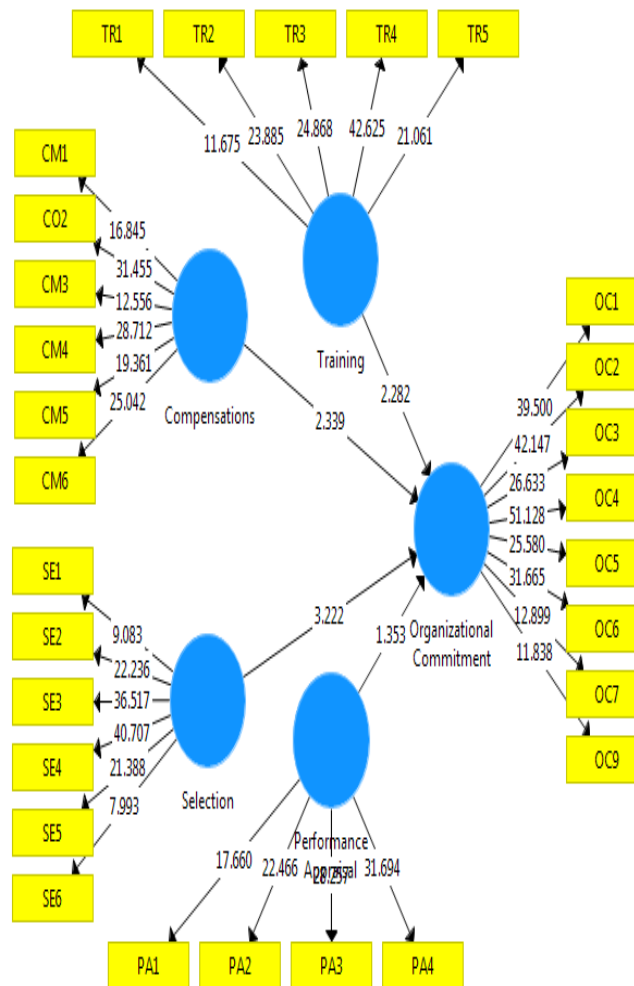 TR1
TR2
TR3
TR4
TR5
11.675
23.885
24.868
42.625
21.061
CM1
CO2
CM3
CM4
CM5
CM6
16.845
31.455
12.556
28.712
19.361
25.042
Compensations
Training
2.339
2.282
OC1
OC2
OC3
OC4
OC5
OC6
OC7
OC9
39.500
42.147
26.633
51.128
25.580
31.665
12.899
11.838
Organizational
Commitment
SE1
SE2
SE3
SE4
SE5
SE6
9.083
22.236
36.517
40.707
21.388
7.993
Selection
3.222
1.353
Performance
Appraisal
17.660
22.466
31.694
PA1
PA2
PA3
PA4